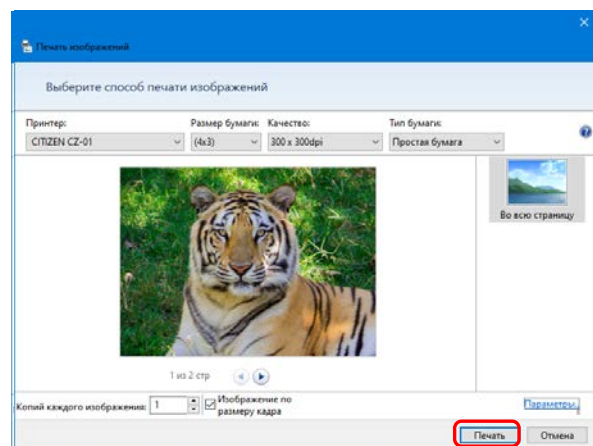 Печать изображений
Выберите способ печати изображений
Принтер: Размер бумаги: Качество: Тип бумаги:
CITIZEN CZ-01 (4x3) 300 x 300dpi Простая бумага
Во всю страницу
1 из 2 стр
Копий каждого изображения: 1 Изображение по
размеру кадра
Параметры...
Печать Отмена